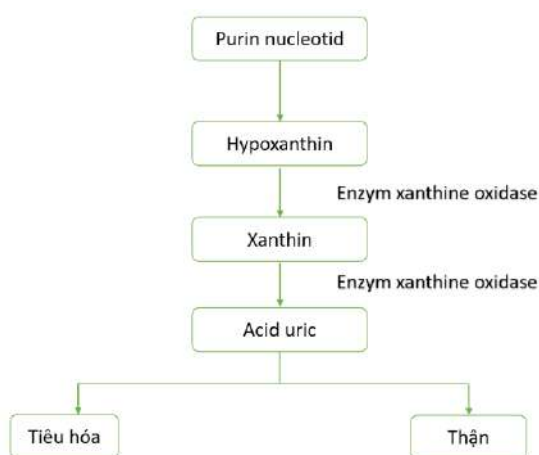 Purin nucleotid
Hypoxanthin
Enzym xanthine oxidase
Xanthin
Enzym xanthine oxidase
Acid uric
Tiêu hóa
Thận